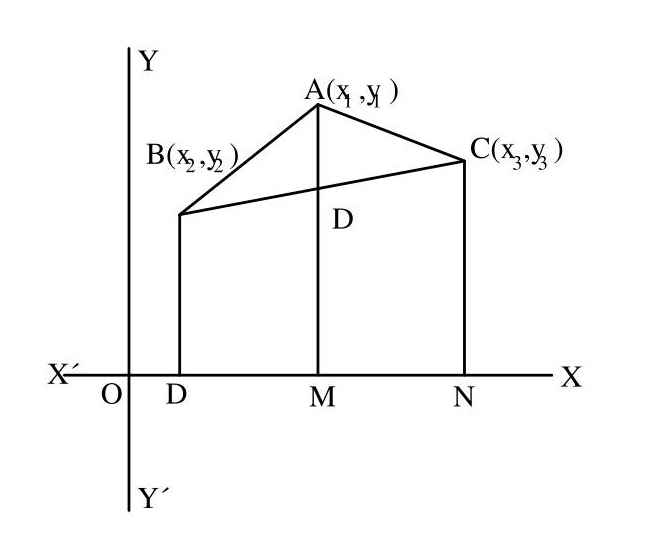 Y
A(x₁,y₁)
B(x₂,y₂)
C(x₃,y₃)
D
X´
O
D
M
N
X
Y´